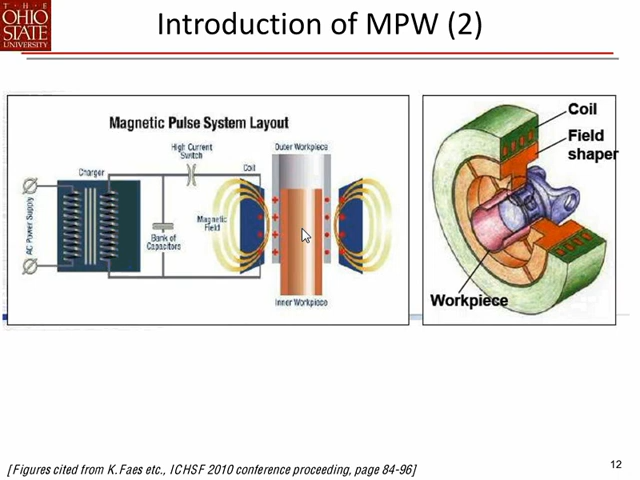 T·H·E
OHIO
STATE
UNIVERSITY
Introduction of MPW (2)
Magnetic Pulse System Layout
High Current
Switch
Outer Workpiece
Charger
Coil
AC Power Supply
Magnetic
Field
Bank of
Capacitors
Inner Workpiece
Coil
Field
shaper
Workpiece
[Figures cited from K.Faes etc., ICHSF 2010 conference proceeding, page 84-96]
12